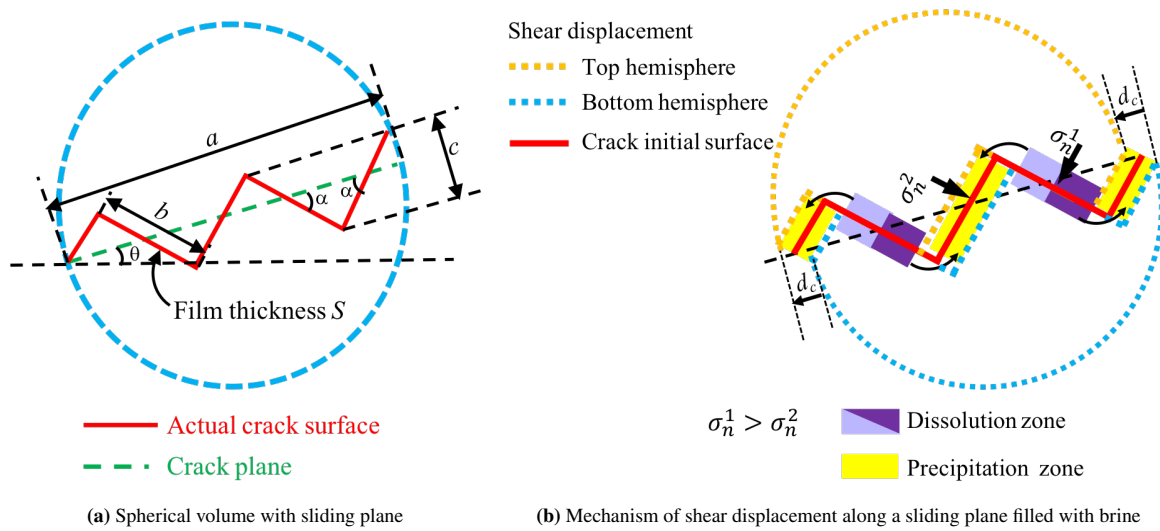 a
c
b
α
α
θ
Film thickness S
Actual crack surface
Crack plane
(a) Spherical volume with sliding plane
Shear displacement
Top hemisphere
Bottom hemisphere
Crack initial surface
d_c
σ_n^1
σ_n^2
d_c
σ_n^1 > σ_n^2
Dissolution zone
Precipitation zone
(b) Mechanism of shear displacement along a sliding plane filled with brine